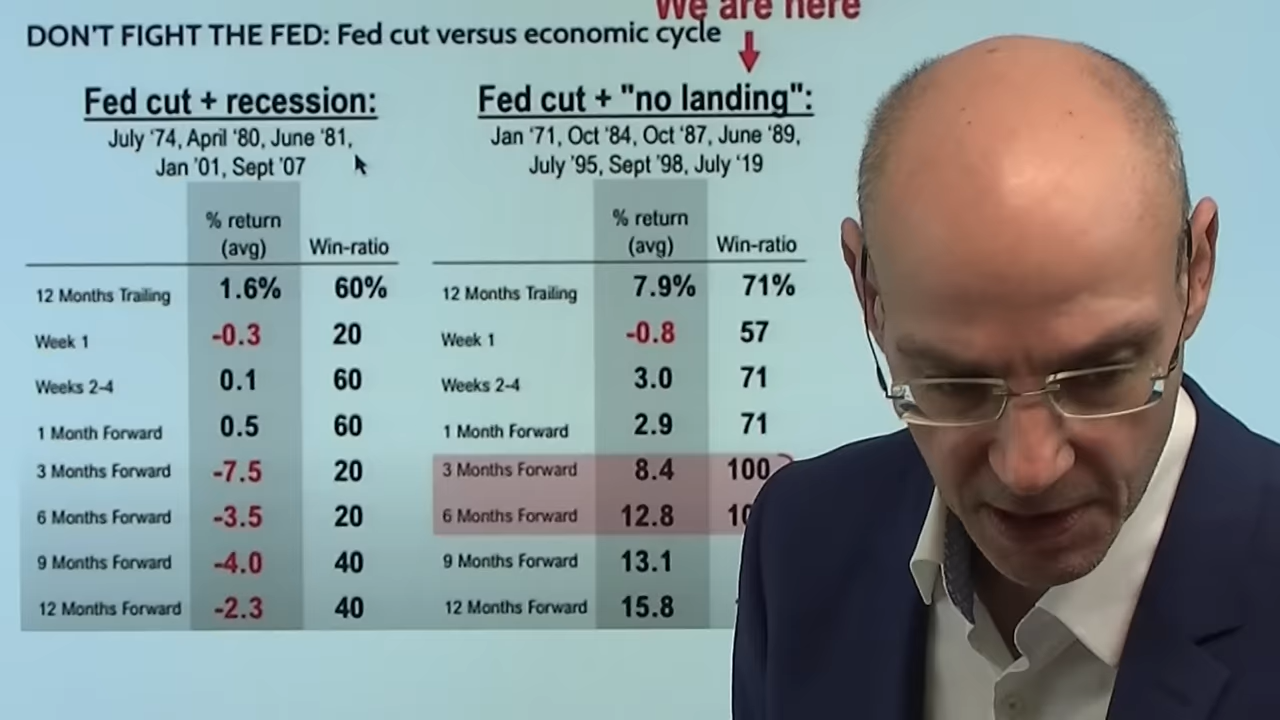 We are here
DON'T FIGHT THE FED: Fed cut versus economic cycle
Fed cut + recession:
July ‘74, April ‘80, June ‘81,
Jan ’01, Sept ’07
% return
(avg) Win-ratio
12 Months Trailing 1.6% 60%
Week 1 -0.3 20
Weeks 2-4 0.1 60
1 Month Forward 0.5 60
3 Months Forward -7.5 20
6 Months Forward -3.5 20
9 Months Forward -4.0 40
12 Months Forward -2.3 40
Fed cut + "no landing":
Jan ’71, Oct ‘84, Oct ’87, June ‘89,
July ’95, Sept ’98, July ‘19
% return
(avg) Win-ratio
12 Months Trailing 7.9% 71%
Week 1 -0.8 57
Weeks 2-4 3.0 71
1 Month Forward 2.9 71
3 Months Forward 8.4 100
6 Months Forward 12.8
9 Months Forward 13.1
12 Months Forward 15.8